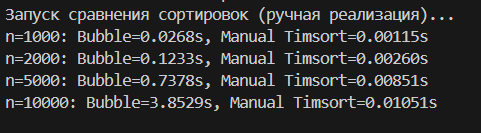 Запуск сравнения сортировок (ручная реализация)...
n=1000: Bubble=0.0268s, Manual Timsort=0.00115s
n=2000: Bubble=0.1233s, Manual Timsort=0.00260s
n=5000: Bubble=0.7378s, Manual Timsort=0.00851s
n=10000: Bubble=3.8529s, Manual Timsort=0.01051s